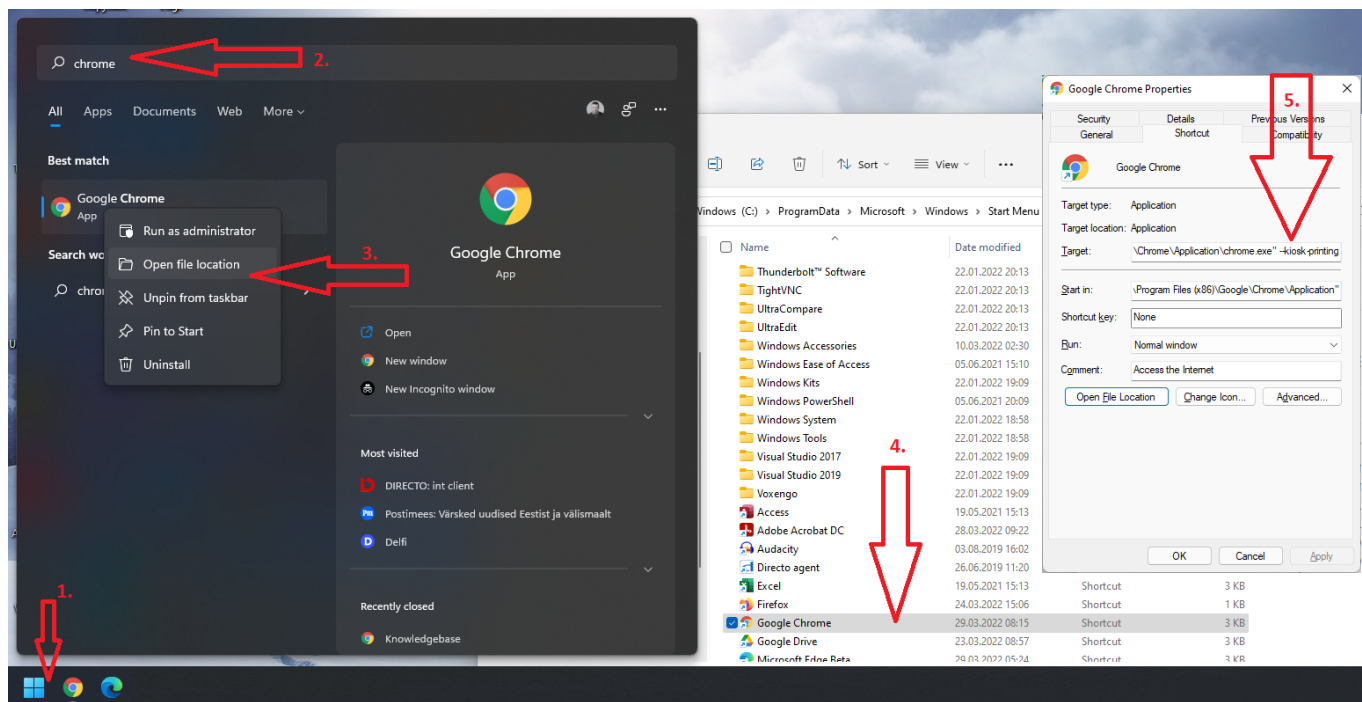 chrome
2.
All Apps Documents Web More
Best match
Google Chrome
App
Run as administrator
Open file location
3.
Unpin from taskbar
Pin to Start
Uninstall
Search wo
chro
Google Chrome
App
Open
New window
New Incognito window
Most visited
DIRECTO: int client
Postimees: Värsked uudised Eestist ja välismaalt
Delfi
Recently closed
Knowledgebase
1.
Sort View
Windows (C:) > ProgramData > Microsoft > Windows > Start Menu
Name Date modified
Thunderbolt™ Software 22.01.2022 20:13
TightVNC 22.01.2022 20:13
UltraCompare 22.01.2022 20:13
UltraEdit 22.01.2022 20:13
Windows Accessories 10.03.2022 02:30
Windows Ease of Access 05.06.2021 15:10
Windows Kits 22.01.2022 19:09
Windows PowerShell 05.06.2021 20:09
Windows System 22.01.2022 18:58
Windows Tools 22.01.2022 18:58
4.
Visual Studio 2017 22.01.2022 19:09
Visual Studio 2019 22.01.2022 19:09
Voxengo 22.01.2022 19:09
Access 19.05.2021 15:13
Adobe Acrobat DC 28.03.2022 09:22
Audacity 03.08.2019 16:02
Directo agent 26.06.2019 11:20
Excel 19.05.2021 15:13 Shortcut 3 KB
Firefox 24.03.2022 15:06 Shortcut 1 KB
Google Chrome 29.03.2022 08:15 Shortcut 3 KB
Google Drive 23.03.2022 08:57 Shortcut 3 KB
Microsoft Edge Beta 29.03.2022 05:24 Shortcut 3 KB
Google Chrome Properties
5.
Security Details Previous Versions
General Shortcut Compatibility
Google Chrome
Target type: Application
Target location: Application
Target: \Chrome\Application\chrome.exe" --kiosk-printing
Start in: \Program Files (x86)\Google\Chrome\Application"
Shortcut key: None
Run: Normal window
Comment: Access the Internet
Open File Location Change Icon... Advanced...
OK Cancel Apply